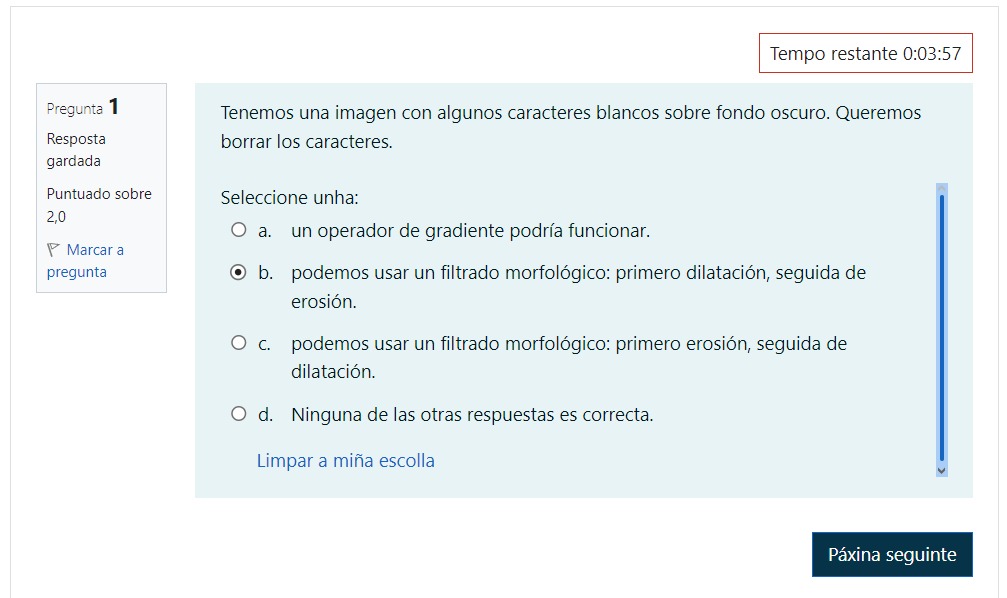 Tempo restante 0:03:57
Pregunta 1
Resposta
gardada
Puntuado sobre
2,0
Marcar a
pregunta
Tenemos una imagen con algunos caracteres blancos sobre fondo oscuro. Queremos
borrar los caracteres.
Seleccione unha:
a. un operador de gradiente podría funcionar.
b. podemos usar un filtrado morfológico: primero dilatación, seguida de
erosión.
c. podemos usar un filtrado morfológico: primero erosión, seguida de
dilatación.
d. Ninguna de las otras respuestas es correcta.
Limpar a miña escolla
Páxina seguinte